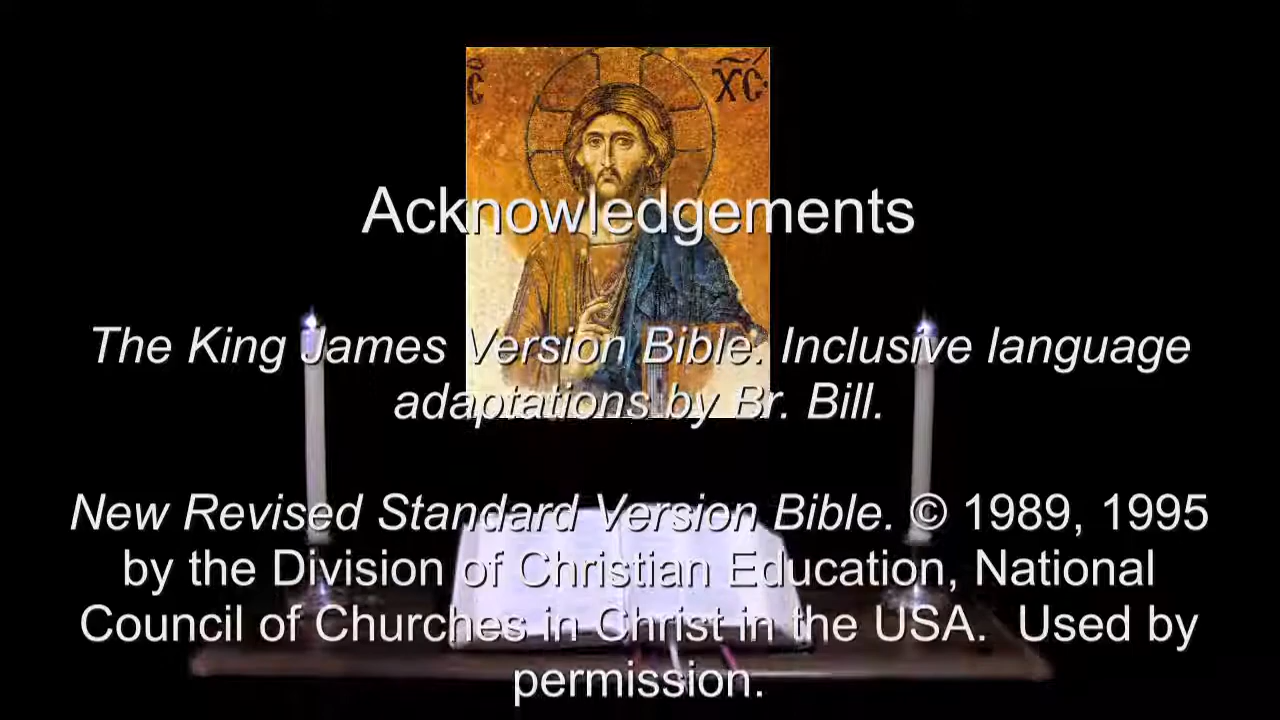 C̃
X̃C
Acknowledgements
The King James Version Bible. Inclusive language
adaptations by Br. Bill.
New Revised Standard Version Bible. © 1989, 1995
by the Division of Christian Education, National
Council of Churches in Christ in the USA. Used by
permission.